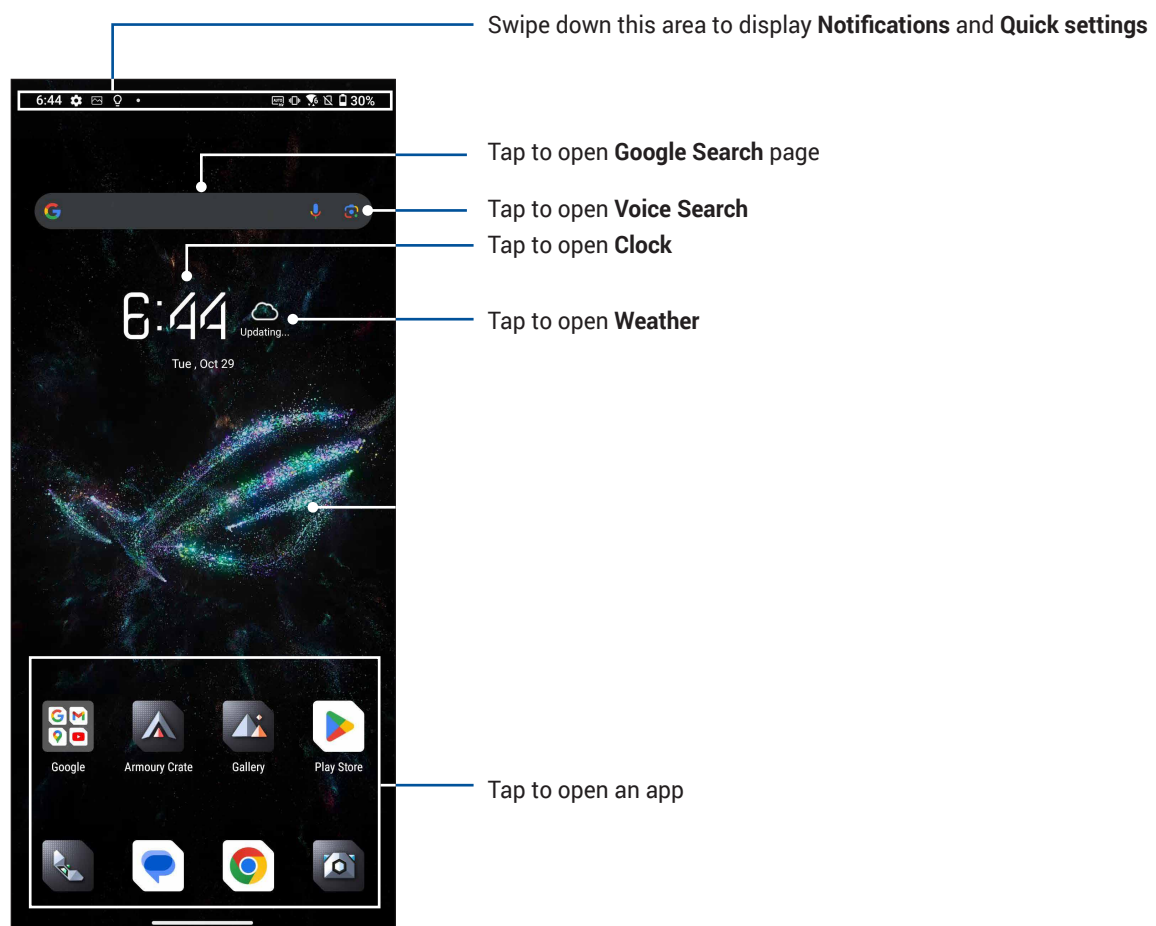 Swipe down this area to display Notifications and Quick settings
6:44 30%
Tap to open Google Search page
Tap to open Voice Search
Tap to open Clock
6:44
Updating...
Tap to open Weather
Tue , Oct 29
Google Armoury Crate Gallery Play Store
Tap to open an app